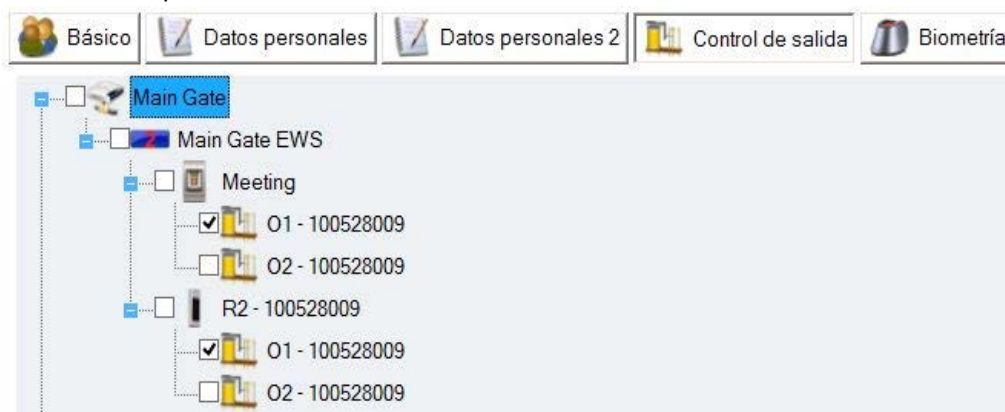 Básico Datos personales Datos personales 2 Control de salida Biometría
Main Gate
Main Gate EWS
Meeting
O1 - 100528009
O2 - 100528009
R2 - 100528009
O1 - 100528009
O2 - 100528009